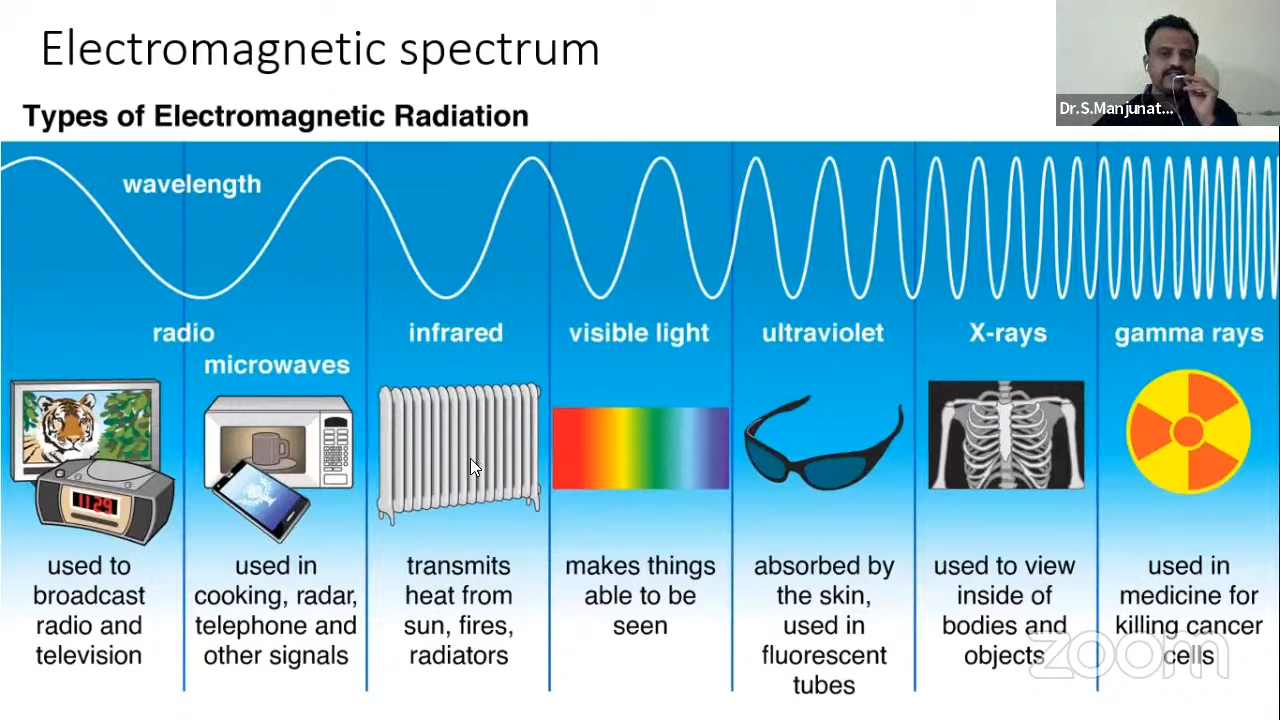 Electromagnetic spectrum
Dr.S.Manjunat...
Types of Electromagnetic Radiation
wavelength
radio
microwaves
infrared
visible light
ultraviolet
X-rays
gamma rays
11:29
used to
broadcast
radio and
television
used in
cooking, radar,
telephone and
other signals
transmits
heat from
sun, fires,
radiators
makes things
able to be
seen
absorbed by
the skin,
used in
fluorescent
tubes
used to view
inside of
bodies and
objects
used in
medicine for
killing cancer
cells
zoom